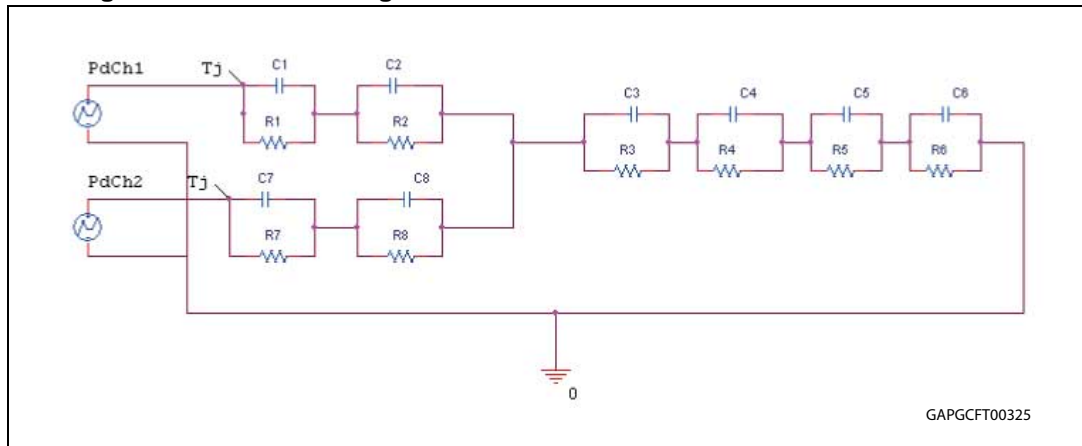 PdCh1
Tj
C1
C2
R1
R2
C3
C4
C5
C6
R3
R4
R5
R6
PdCh2
Tj
C7
C8
R7
R8
0
GAPGCFT00325